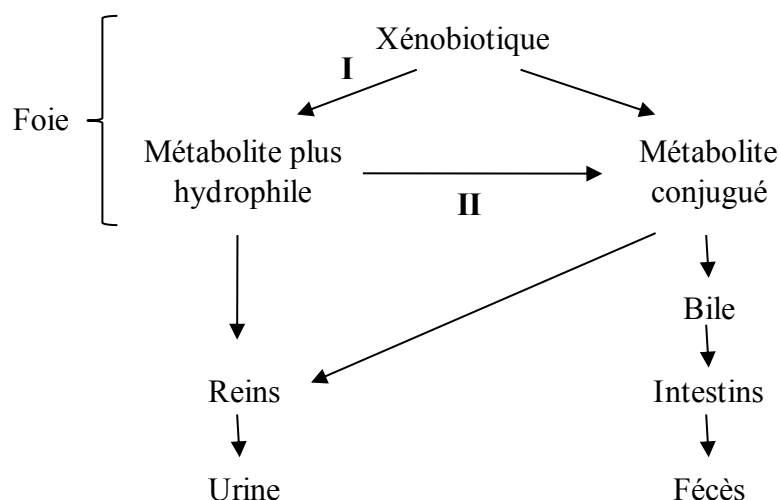 Xénobiotique
I
Foie
Métabolite plus
hydrophile
Métabolite
conjugué
II
Bile
Reins
Intestins
Urine
Fécès